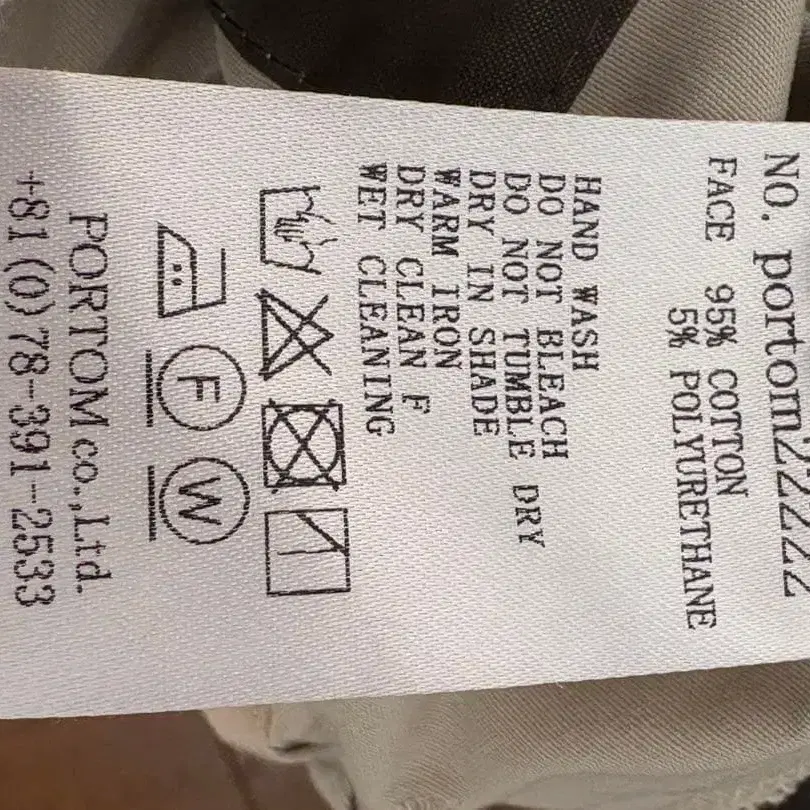 NO. portom22222
FACE 95% COTTON
5% POLYURETHANE
HAND WASH
DO NOT BLEACH
DO NOT TUMBLE DRY
DRY IN SHADE
WARM IRON
DRY CLEAN F
WET CLEANING
F W
PORTOM co.,Ltd.
+81(0)78-391-2533